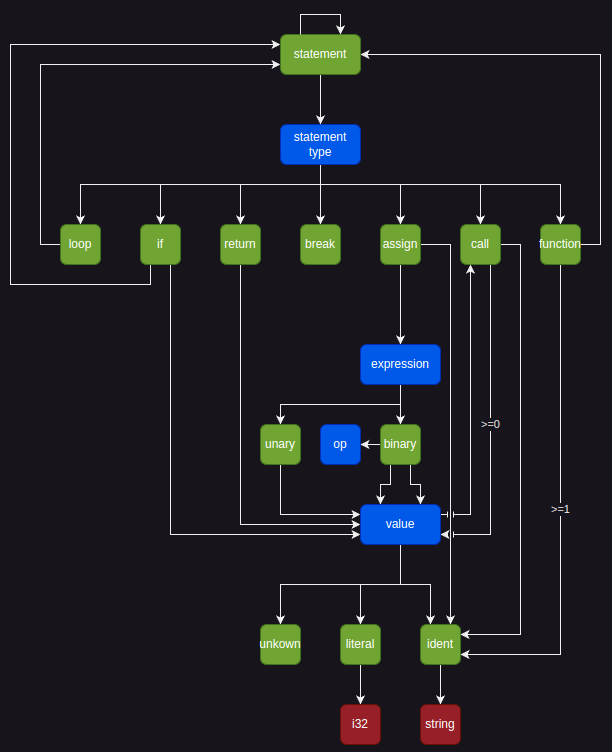 statement
statement
type
loop
if
return
break
assign
call
function
expression
unary
op
binary
>=0
value
>=1
unkown
literal
ident
i32
string